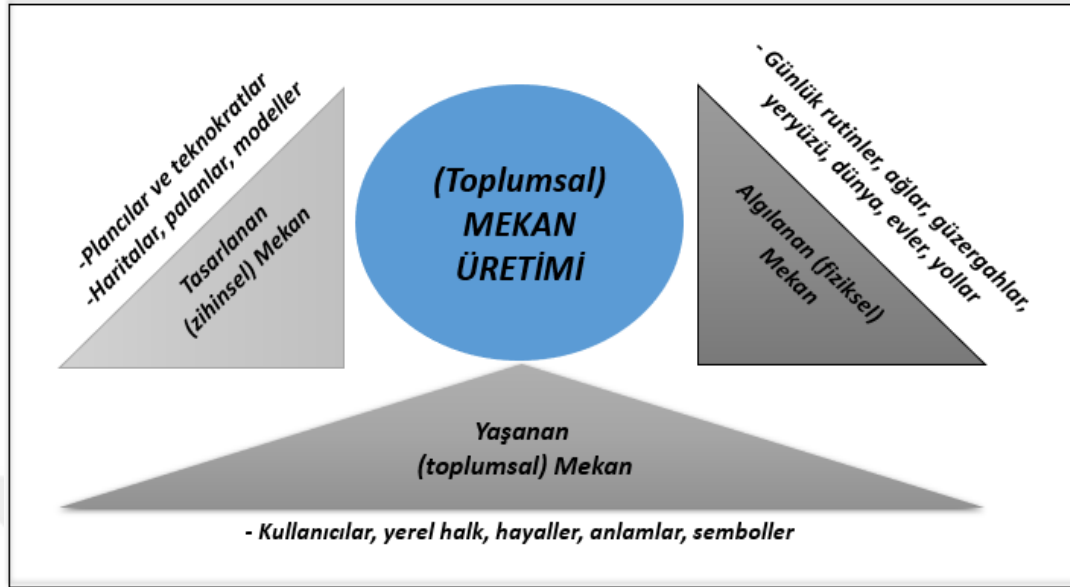 -Plancılar ve teknokratlar
-Haritalar, palanlar, modeller
Tasarlanan
(zihinsel) Mekan
(Toplumsal)
MEKAN
ÜRETİMİ
- Günlük rutinler, ağlar, güzergahlar,
yeryüzü, dünya, evler, yollar
Algılanan (fiziksel)
Mekan
Yaşanan
(toplumsal) Mekan
- Kullanıcılar, yerel halk, hayaller, anlamlar, semboller